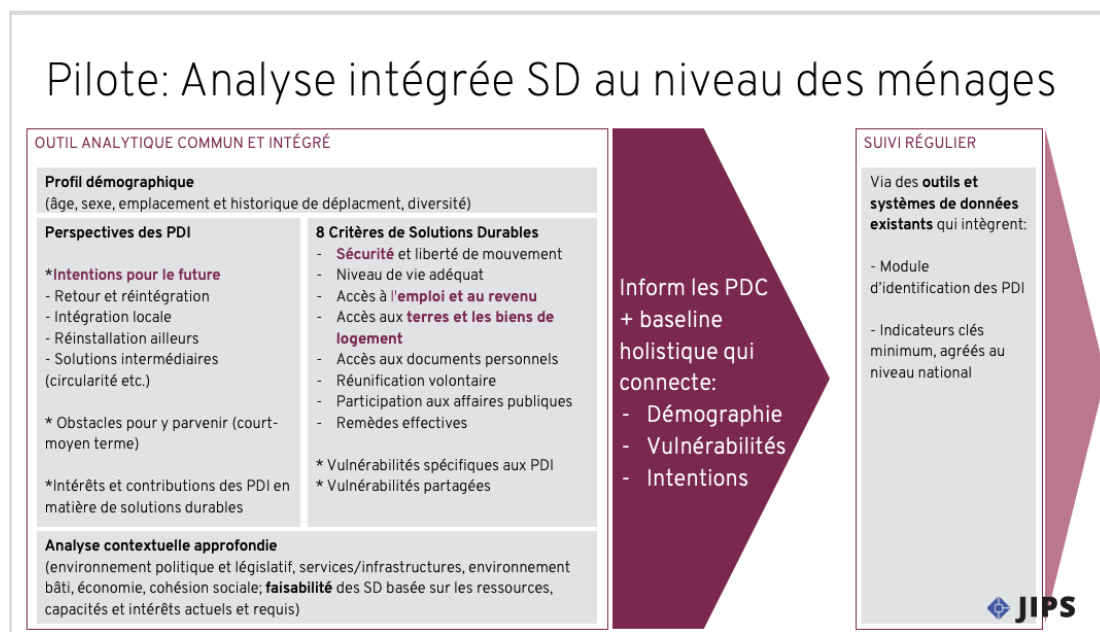 Pilote: Analyse intégrée SD au niveau des ménages
OUTIL ANALYTIQUE COMMUN ET INTÉGRÉ
Profil démographique
(âge, sexe, emplacement et historique de déplacment, diversité)
Perspectives des PDI
*Intentions pour le future
- Retour et réintégration
- Intégration locale
- Réinstallation ailleurs
- Solutions intermédiaires
(circularité etc.)
* Obstacles pour y parvenir (court-
moyen terme)
*Intérêts et contributions des PDI en
matière de solutions durables
8 Critères de Solutions Durables
- Sécurité et liberté de mouvement
- Niveau de vie adéquat
- Accès à l'emploi et au revenu
- Accès aux terres et les biens de
logement
- Accès aux documents personnels
- Réunification volontaire
- Participation aux affaires publiques
- Remèdes effectives
* Vulnérabilités spécifiques aux PDI
* Vulnérabilités partagées
Analyse contextuelle approfondie
(environnement politique et législatif, services/infrastructures, environnement
bâti, économie, cohésion sociale; faisabilité des SD basée sur les ressources,
capacités et intérêts actuels et requis)
Inform les PDC
+ baseline
holistique qui
connecte:
- Démographie
- Vulnérabilités
- Intentions
SUIVI RÉGULIER
Via des outils et
systèmes de données
existants qui intègrent:
- Module
d'identification des PDI
- Indicateurs clés
minimum, agréés au
niveau national
JIPS